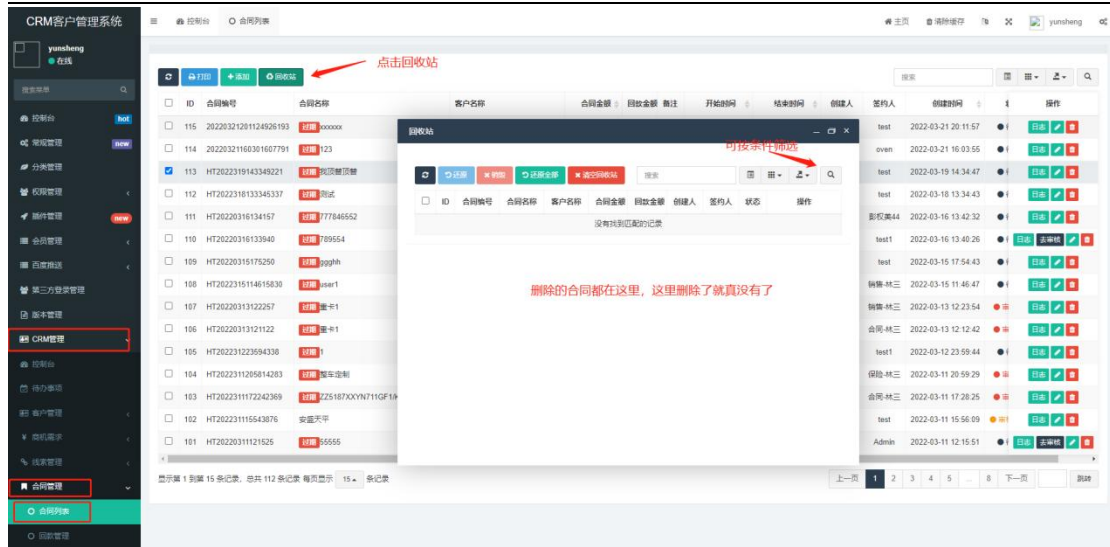 CRM客户管理系统
控制台
合同列表
主页
清除缓存
yunsheng
yunsheng
在线
搜索菜单
控制台 hot
常规管理 new
分类管理
权限管理
插件管理 new
会员管理
百度推送
第三方登录管理
版本管理
CRM管理
控制台
待办事项
客户管理
商机需求
线索管理
合同管理
合同列表
回款管理
打印 添加 回收站
点击回收站
搜索
ID 合同编号 合同名称 客户名称 合同金额 回款金额 备注 开始时间 结束时间 创建人 签约人 创建时间 操作
115 20220321201124926193 过期 xxxxxx test 2022-03-21 20:11:57 日志
114 20220321160301607791 过期 123 oven 2022-03-21 16:03:55 日志
113 HT2022319143349221 过期 我顶替顶替 test 2022-03-19 14:34:47 日志
112 HT2022318133345337 过期 测试 test 2022-03-18 13:34:43 日志
111 HT20220316134157 过期 777846552 彭权美44 2022-03-16 13:42:32 日志
110 HT20220316133940 过期 789554 test1 2022-03-16 13:40:26 日志 去审核
109 HT20220315175250 过期 ggghh test 2022-03-15 17:54:43 日志
108 HT2022315114615830 过期 user1 销售-林三 2022-03-15 11:46:47 日志
107 HT20220313122257 过期 重卡1 销售-林三 2022-03-13 12:23:54 日志
106 HT20220313121122 过期 重卡1 合同-林三 2022-03-13 12:12:42 日志
105 HT2022312235943​38 过期 1 test1 2022-03-12 23:59:44 日志
104 HT2022311205814283 过期 整车定制 保险-林三 2022-03-11 20:59:29 日志
103 HT2022311172242369 过期 ZZ5187XXYN711GF1/ 合同-林三 2022-03-11 17:28:25 日志
102 HT2022311155438​76 安盛天平 test 2022-03-11 15:56:09 日志
101 HT20220311121525 过期 55555 Admin 2022-03-11 12:15:51 日志 去审核
回收站
可按条件筛选
还原 销毁 还原全部 清空回收站 搜索
ID 合同编号 合同名称 客户名称 合同金额 回款金额 创建人 签约人 状态 操作
没有找到匹配的记录
删除的合同都在这里，这里删除了就真没有了
显示第 1 到第 15 条记录，总共 112 条记录 每页显示 15 条记录
上一页 1 2 3 4 5 ... 8 下一页 跳转